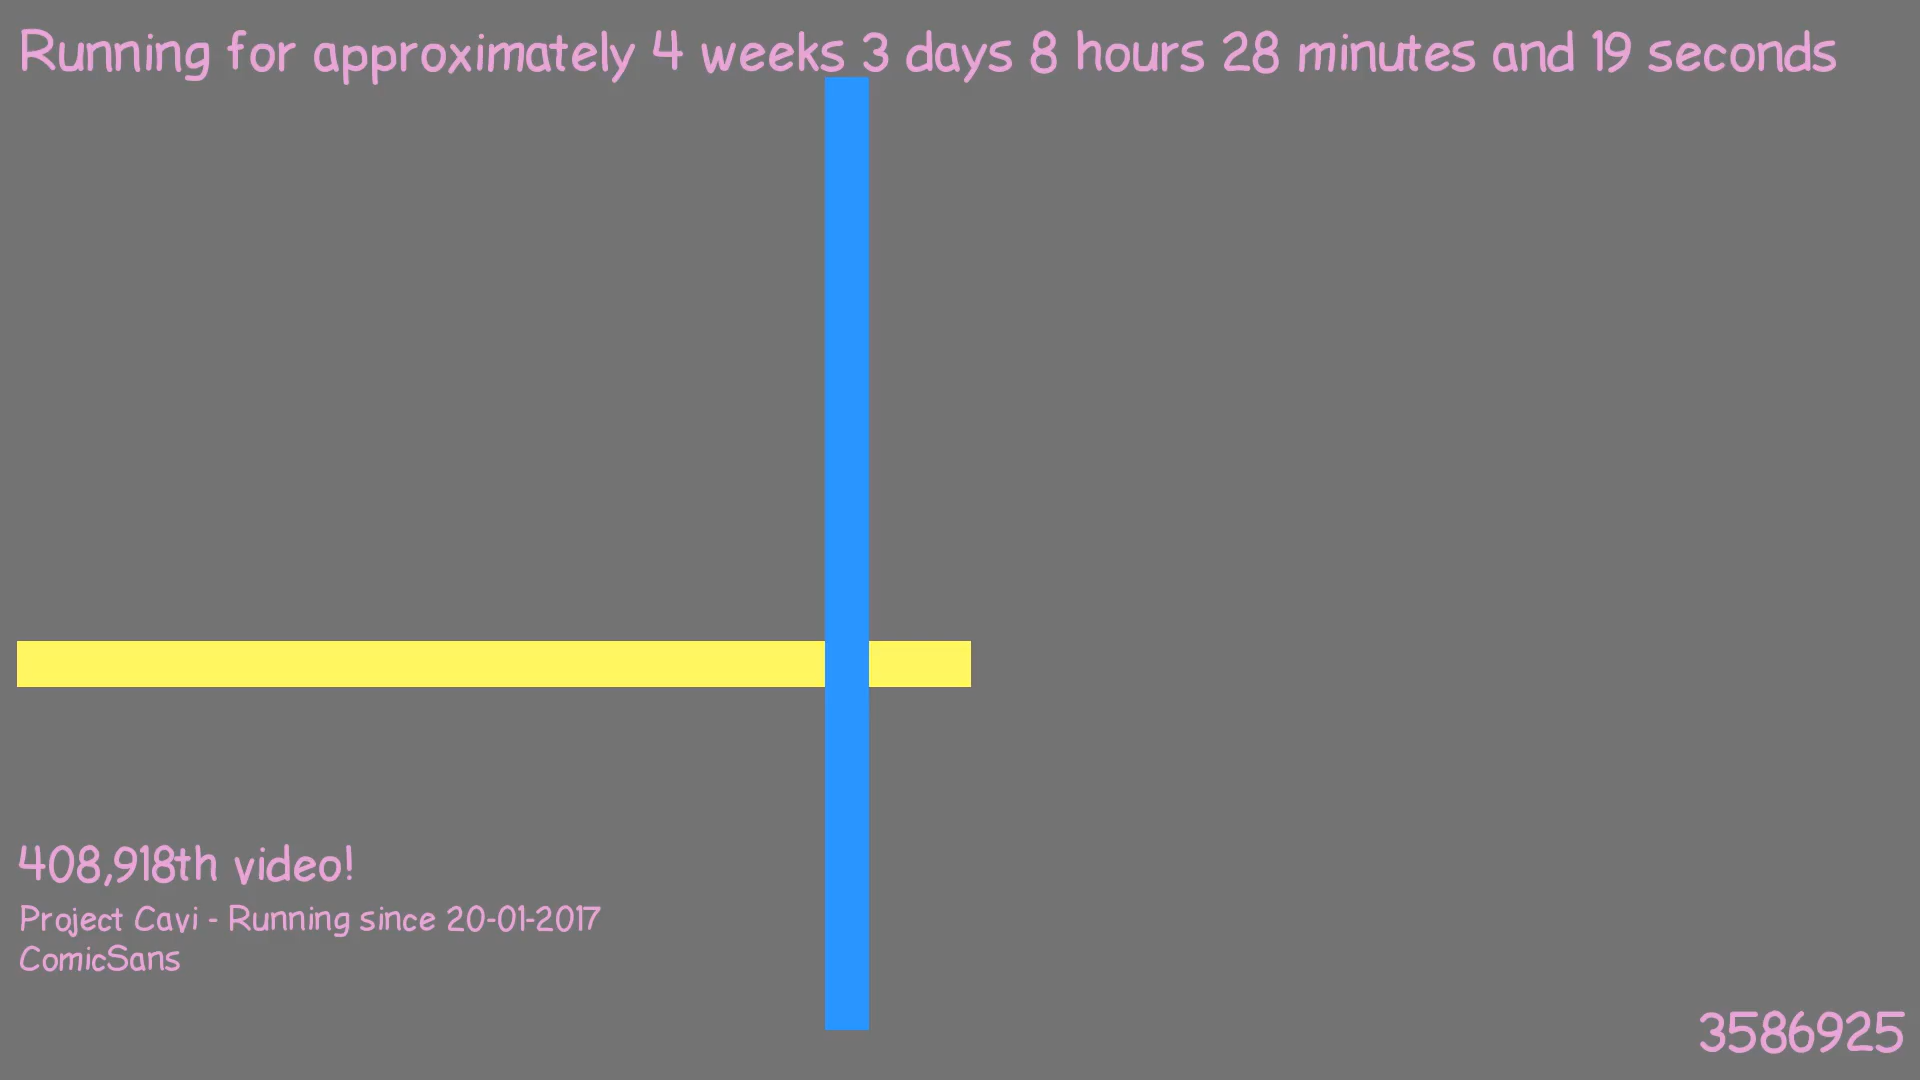 Running for approximately 4 weeks 3 days 8 hours 28 minutes and 19 seconds
408,918th video!
Project Cavi - Running since 20-01-2017
ComicSans
3586925